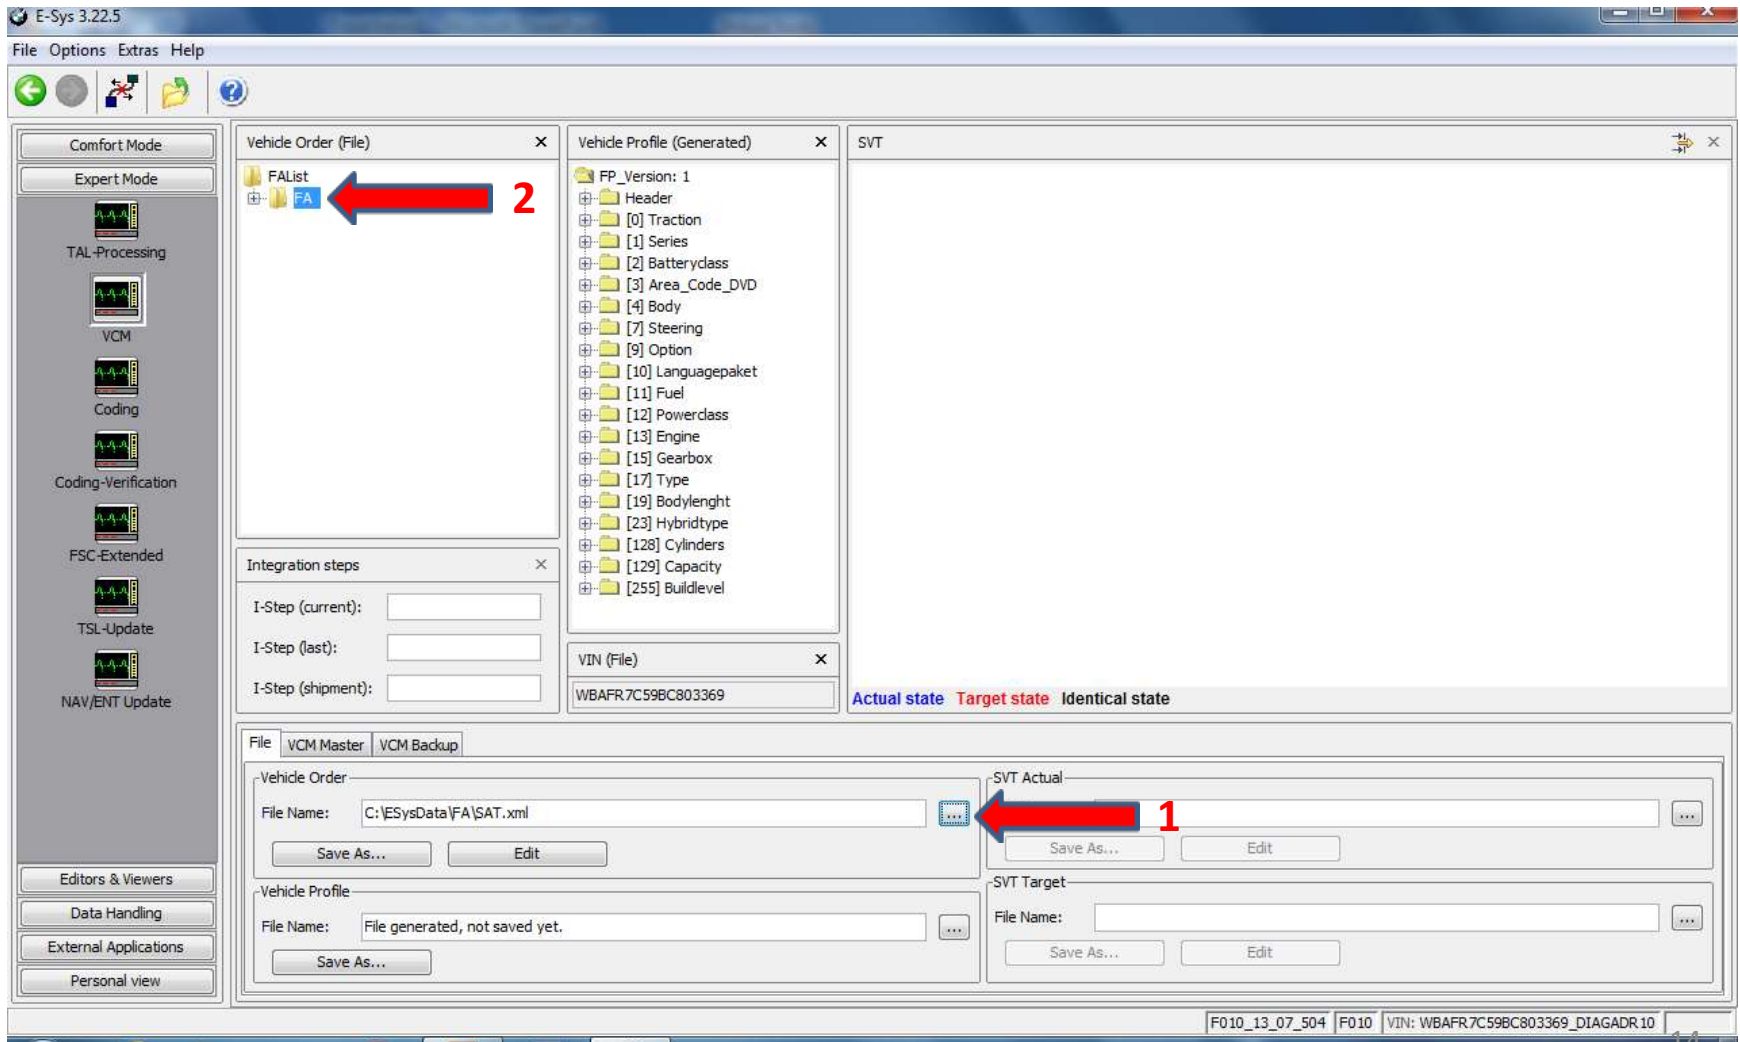 E-Sys 3.22.5
File Options Extras Help
Comfort Mode
Expert Mode
TAL-Processing
VCM
Coding
Coding-Verification
FSC-Extended
TSL-Update
NAV/ENT Update
Editors & Viewers
Data Handling
External Applications
Personal view
Vehicle Order (File)
FAList
FA
2
Integration steps
I-Step (current):
I-Step (last):
I-Step (shipment):
Vehicle Profile (Generated)
FP_Version: 1
Header
[0] Traction
[1] Series
[2] Batteryclass
[3] Area_Code_DVD
[4] Body
[7] Steering
[9] Option
[10] Languagepaket
[11] Fuel
[12] Powerclass
[13] Engine
[15] Gearbox
[17] Type
[19] Bodylenght
[23] Hybridtype
[128] Cylinders
[129] Capacity
[255] Buildlevel
VIN (File)
WBAFR7C59BC803369
SVT
Actual state Target state Identical state
File VCM Master VCM Backup
Vehicle Order
File Name: C:\ESysData\FA\SAT.xml ...
Save As... Edit
Vehicle Profile
File Name: File generated, not saved yet. ...
Save As...
SVT Actual
1 ...
Save As... Edit
SVT Target
File Name: ...
Save As... Edit
F010_13_07_504 F010 VIN: WBAFR7C59BC803369_DIAGADR10